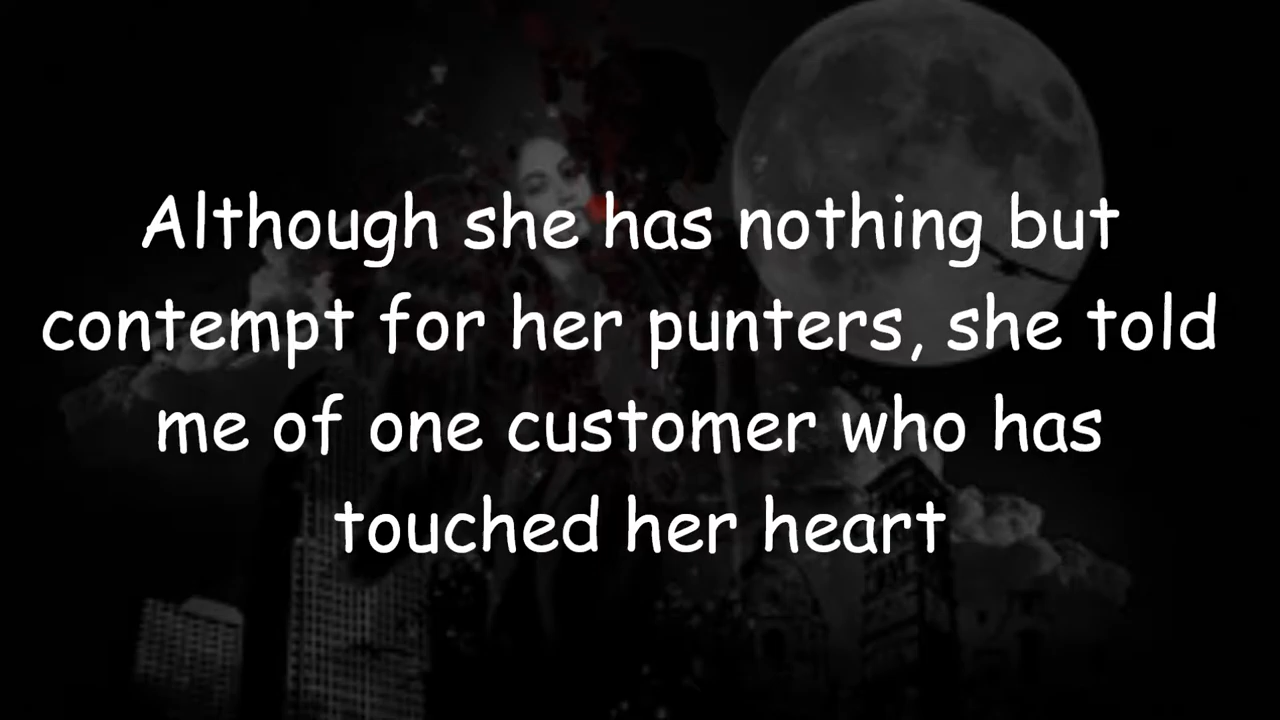 Although she has nothing but
contempt for her punters, she told
me of one customer who has
touched her heart